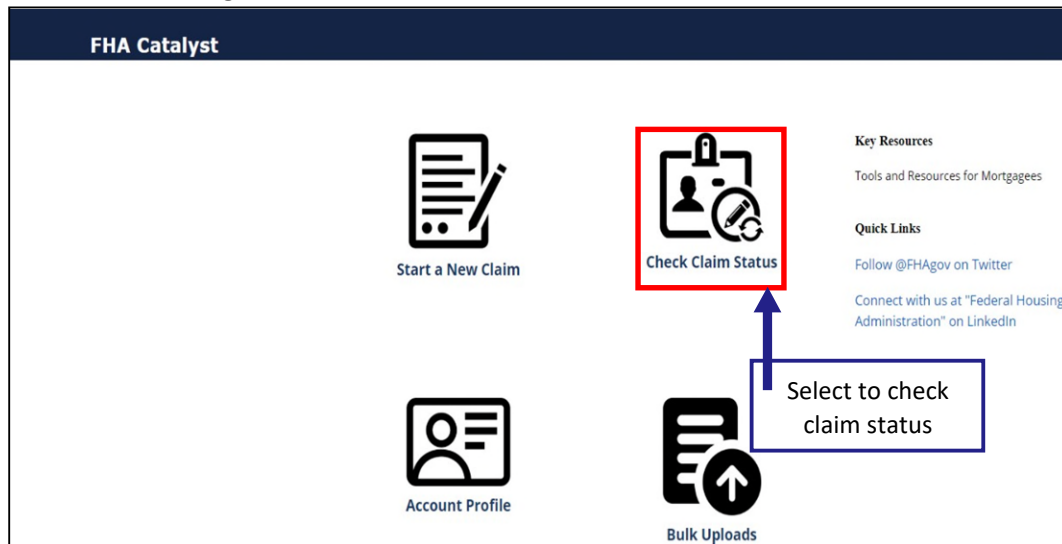 FHA Catalyst
Start a New Claim
Check Claim Status
Key Resources
Tools and Resources for Mortgagees
Quick Links
Follow @FHAgov on Twitter
Connect with us at "Federal Housing
Administration" on LinkedIn
Select to check
claim status
Account Profile
Bulk Uploads